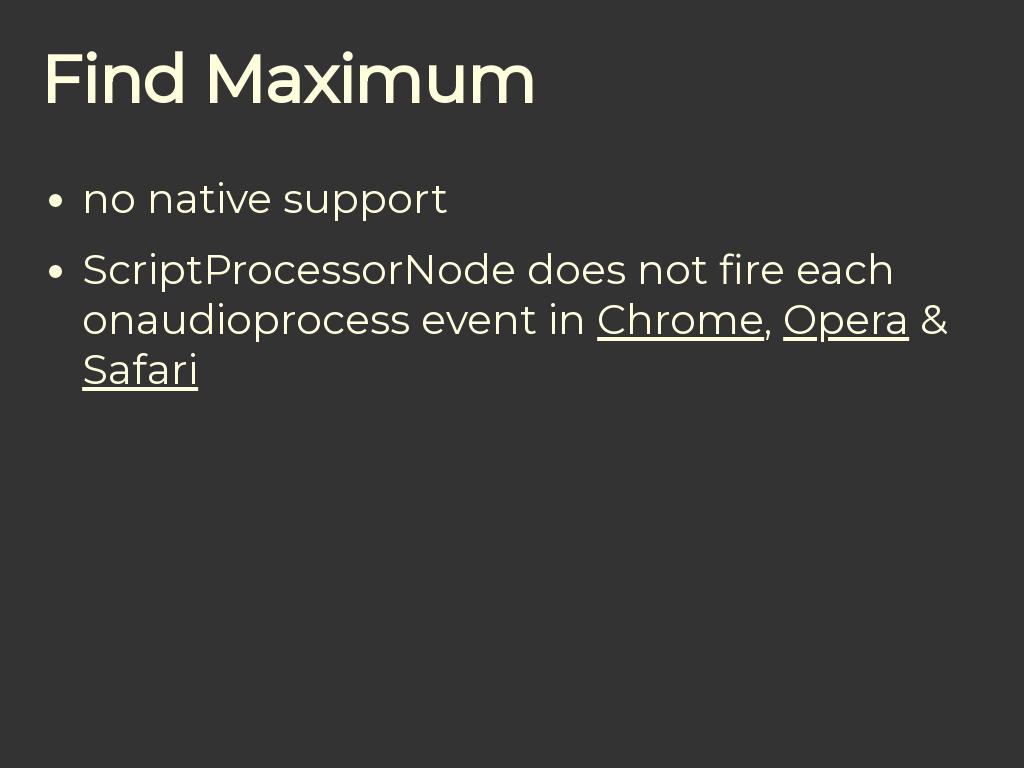 Find Maximum
• no native support
• ScriptProcessorNode does not fire each
onaudioprocess event in Chrome, Opera &
Safari